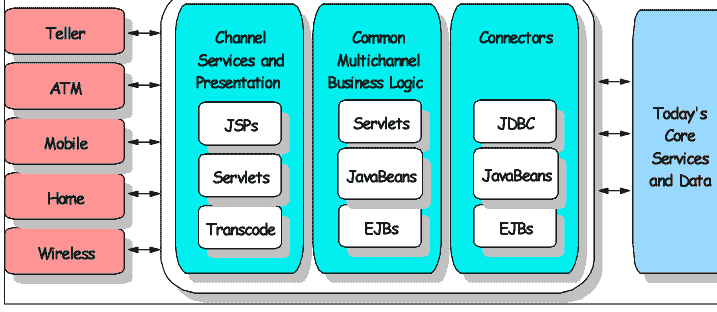 Teller
ATM
Mobile
Home
Wireless
Channel
Services and
Presentation
JSPs
Servlets
Transcode
Common
Multichannel
Business Logic
Servlets
JavaBeans
EJBs
Connectors
JDBC
JavaBeans
EJBs
Today's
Core
Services
and Data